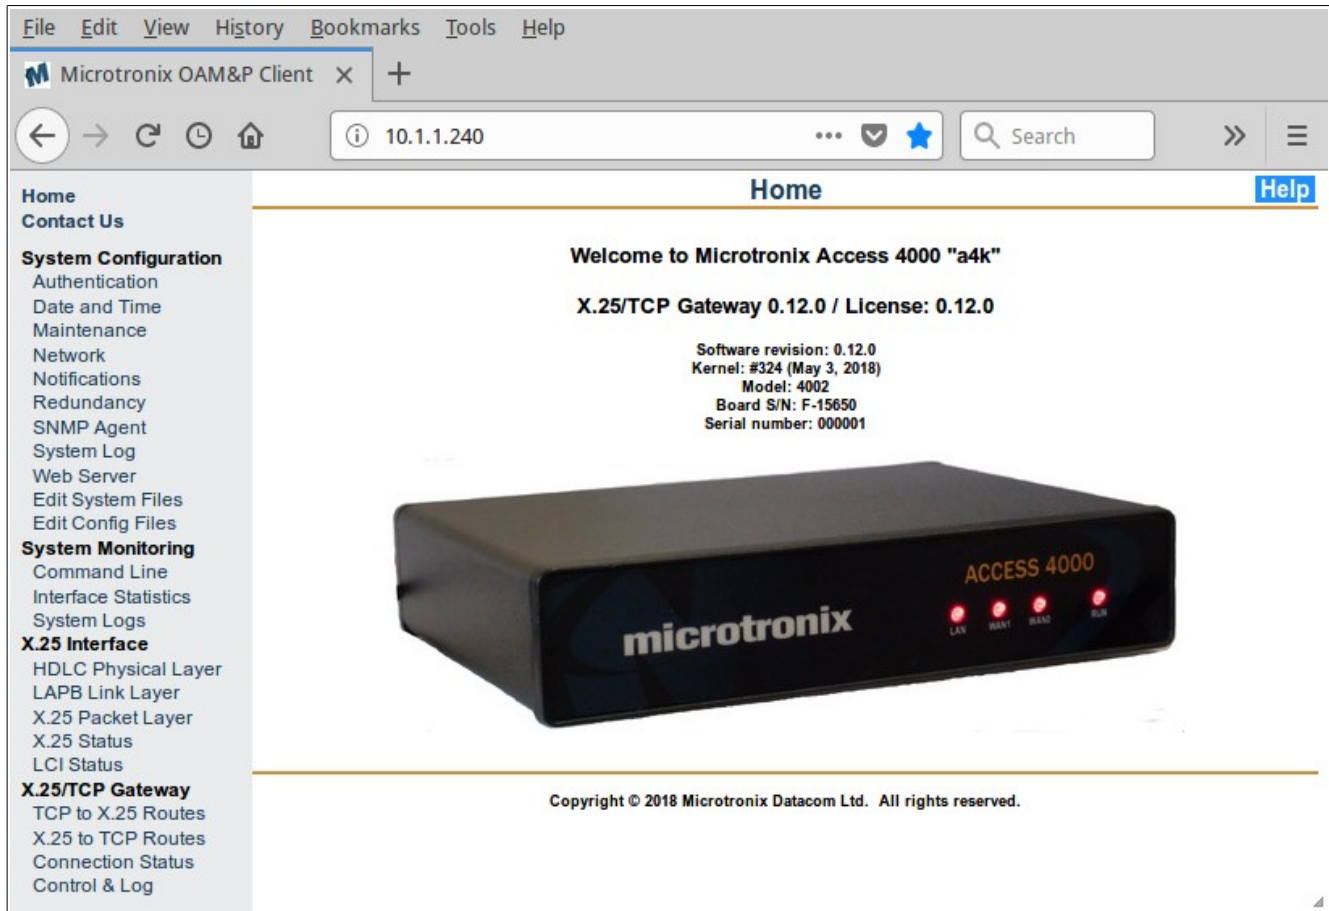 File Edit View History Bookmarks Tools Help
Microtronix OAM&P Client
10.1.1.240
Search
Home
Contact Us
System Configuration
Authentication
Date and Time
Maintenance
Network
Notifications
Redundancy
SNMP Agent
System Log
Web Server
Edit System Files
Edit Config Files
System Monitoring
Command Line
Interface Statistics
System Logs
X.25 Interface
HDLC Physical Layer
LAPB Link Layer
X.25 Packet Layer
X.25 Status
LCI Status
X.25/TCP Gateway
TCP to X.25 Routes
X.25 to TCP Routes
Connection Status
Control & Log
Home
Help
Welcome to Microtronix Access 4000 "a4k"
X.25/TCP Gateway 0.12.0 / License: 0.12.0
Software revision: 0.12.0
Kernel: #324 (May 3, 2018)
Model: 4002
Board S/N: F-15650
Serial number: 000001
ACCESS 4000
microtronix
LAN WAN1 WAN2 RUN
Copyright © 2018 Microtronix Datacom Ltd. All rights reserved.